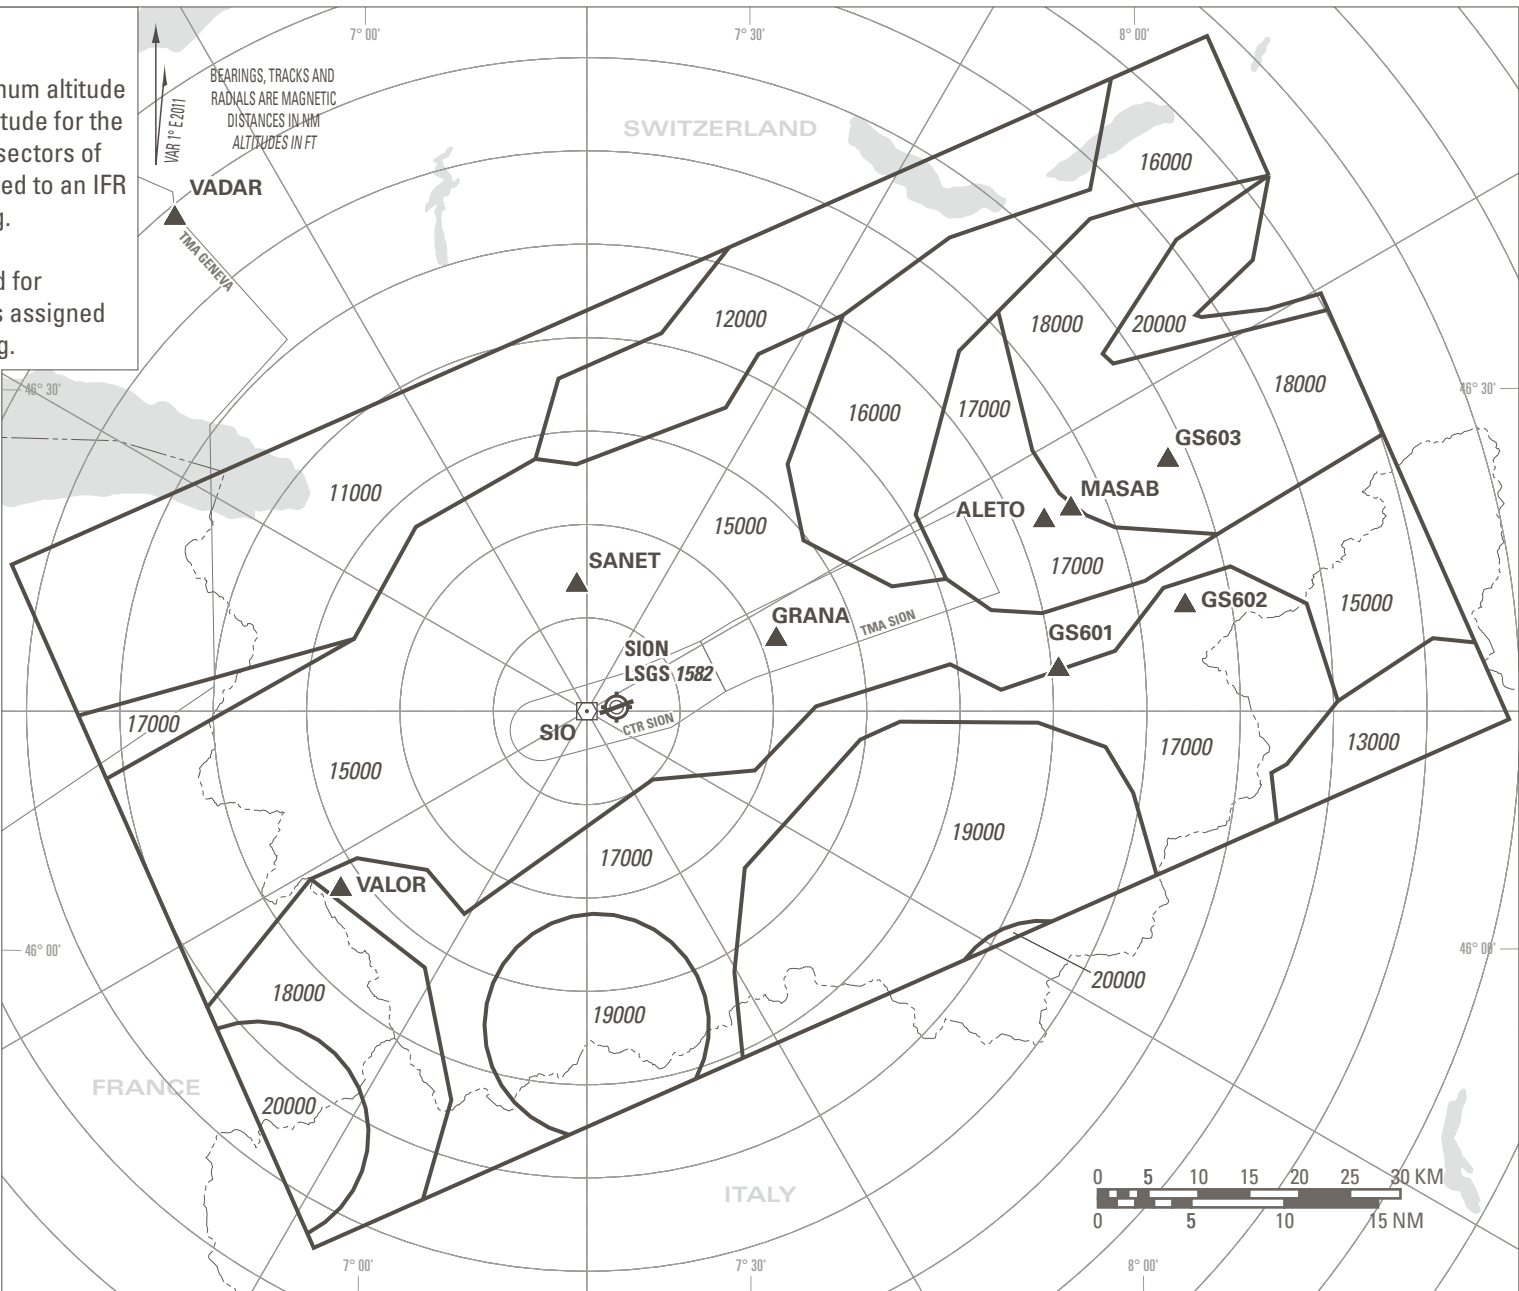 7° 00'
7° 30'
8° 00'
num altitude
tude for the
sectors of
ed to an IFR
g.
d for
s assigned
g.
VAR 1° E 2011
BEARINGS, TRACKS AND
RADIALS ARE MAGNETIC
DISTANCES IN NM
ALTITUDES IN FT
SWITZERLAND
VADAR
TMA GENEVA
16000
12000
18000
20000
46° 30'
18000
46° 30'
16000
17000
GS603
11000
MASAB
ALETO
15000
SANET
17000
GS602
15000
GRANA
TMA SION
GS601
SION
LSGS 1582
17000
SIO
CTR SION
17000
13000
15000
19000
17000
VALOR
46° 00'
46° 00'
20000
18000
19000
FRANCE
20000
ITALY
0 5 10 15 20 25 30 KM
0 5 10 15 NM
7° 00'
7° 30'
8° 00'